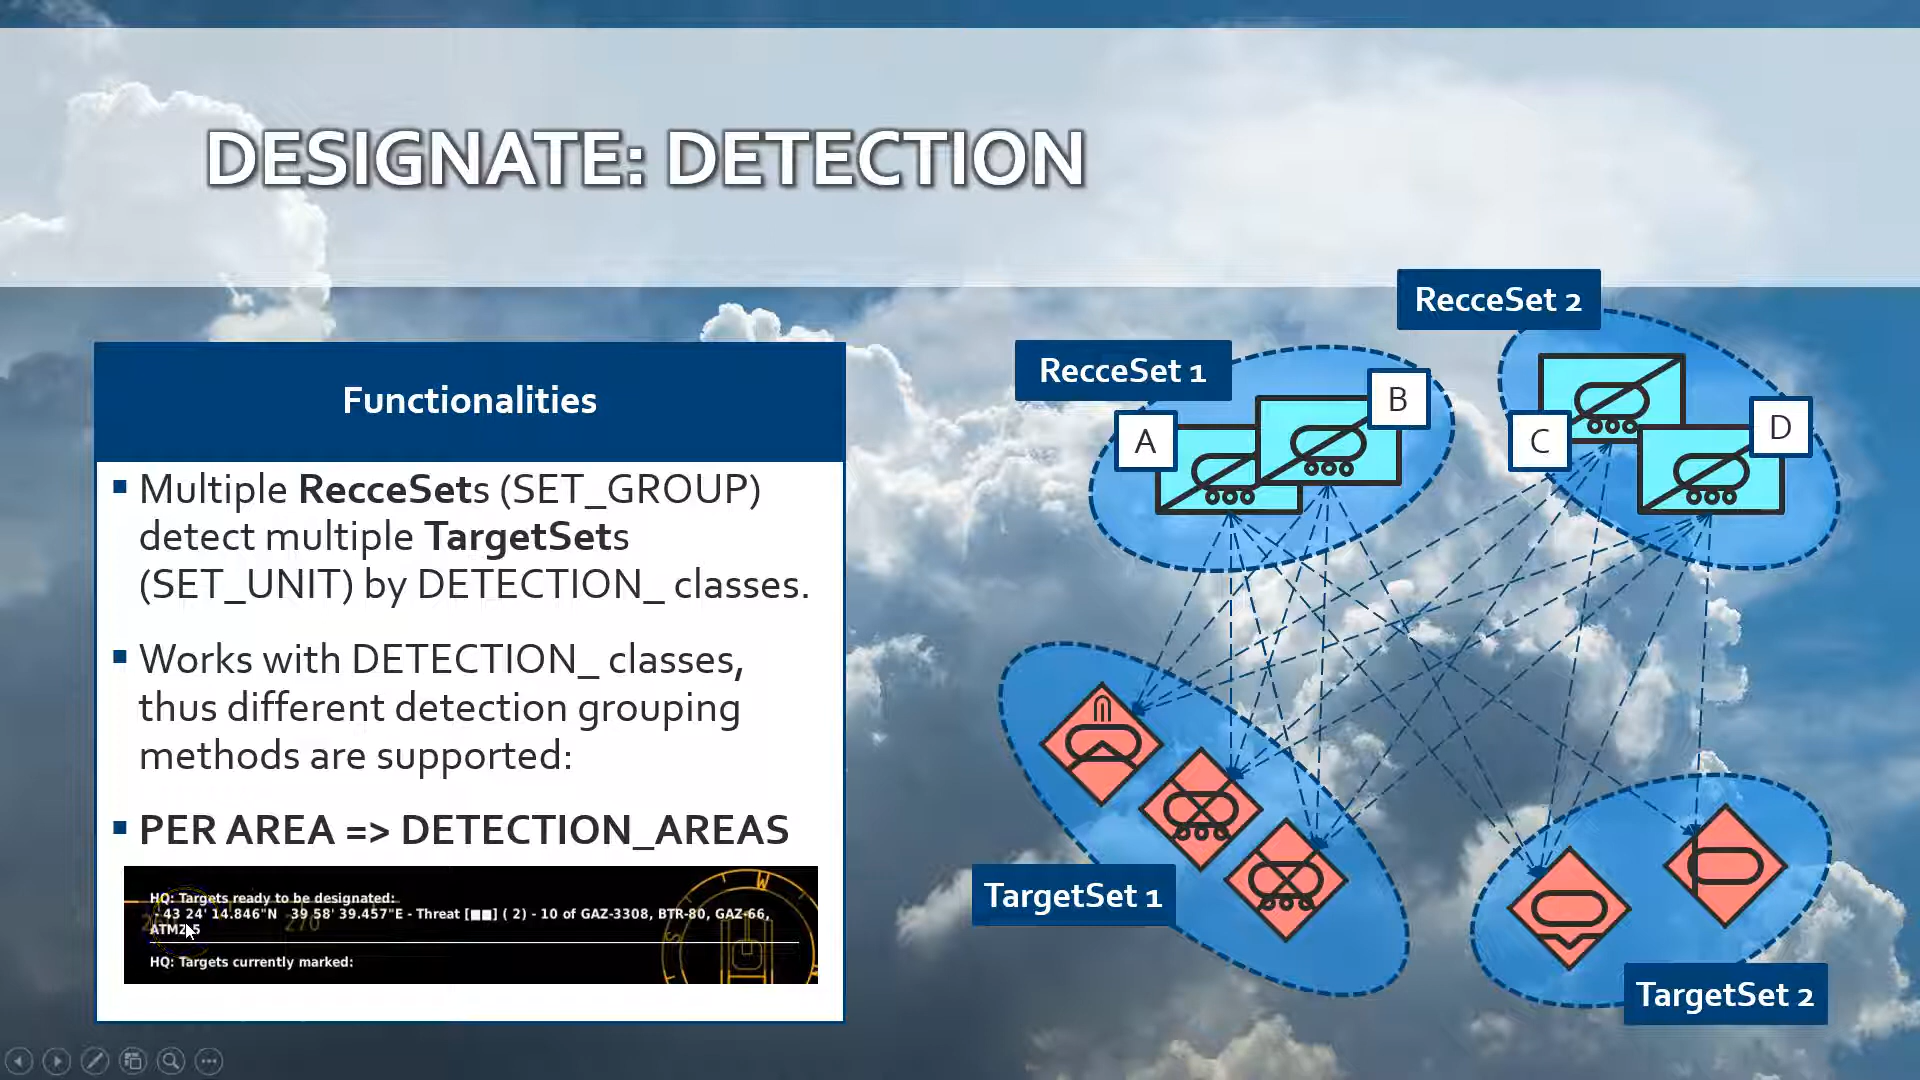 DESIGNATE: DETECTION
RecceSet 2
RecceSet 1
B
A
C
D
Functionalities
▪ Multiple RecceSets (SET_GROUP)
detect multiple TargetSets
(SET_UNIT) by DETECTION_ classes.
▪ Works with DETECTION_ classes,
thus different detection grouping
methods are supported:
▪ PER AREA => DETECTION_AREAS
HQ: Targets ready to be designated:
- 43 24' 14.846"N 39 58' 39.457"E - Threat [■■] ( 2) - 10 of GAZ-3308, BTR-80, GAZ-66,
HQ: Targets currently marked:
W
270
S
TargetSet 1
TargetSet 2